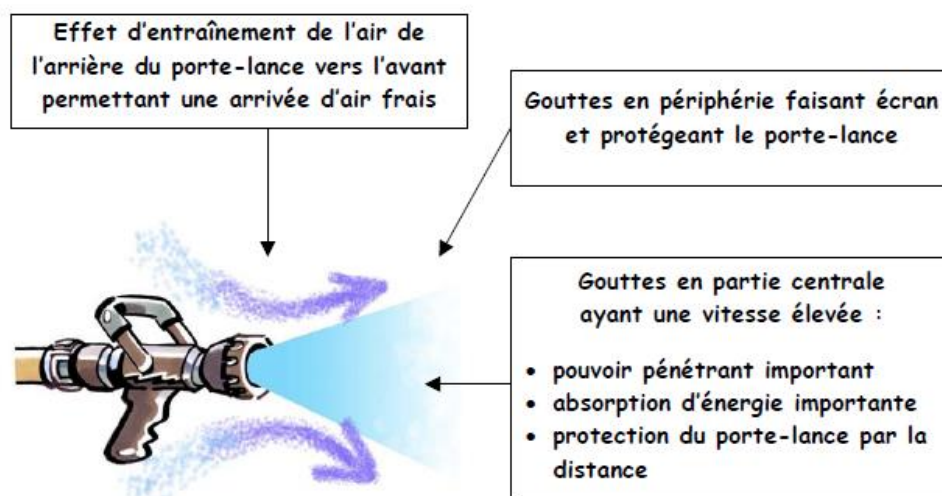 Effet d'entraînement de l'air de
l'arrière du porte-lance vers l'avant
permettant une arrivée d'air frais
Gouttes en périphérie faisant écran
et protégeant le porte-lance
Gouttes en partie centrale
ayant une vitesse élevée :
• pouvoir pénétrant important
• absorption d'énergie importante
• protection du porte-lance par la
distance